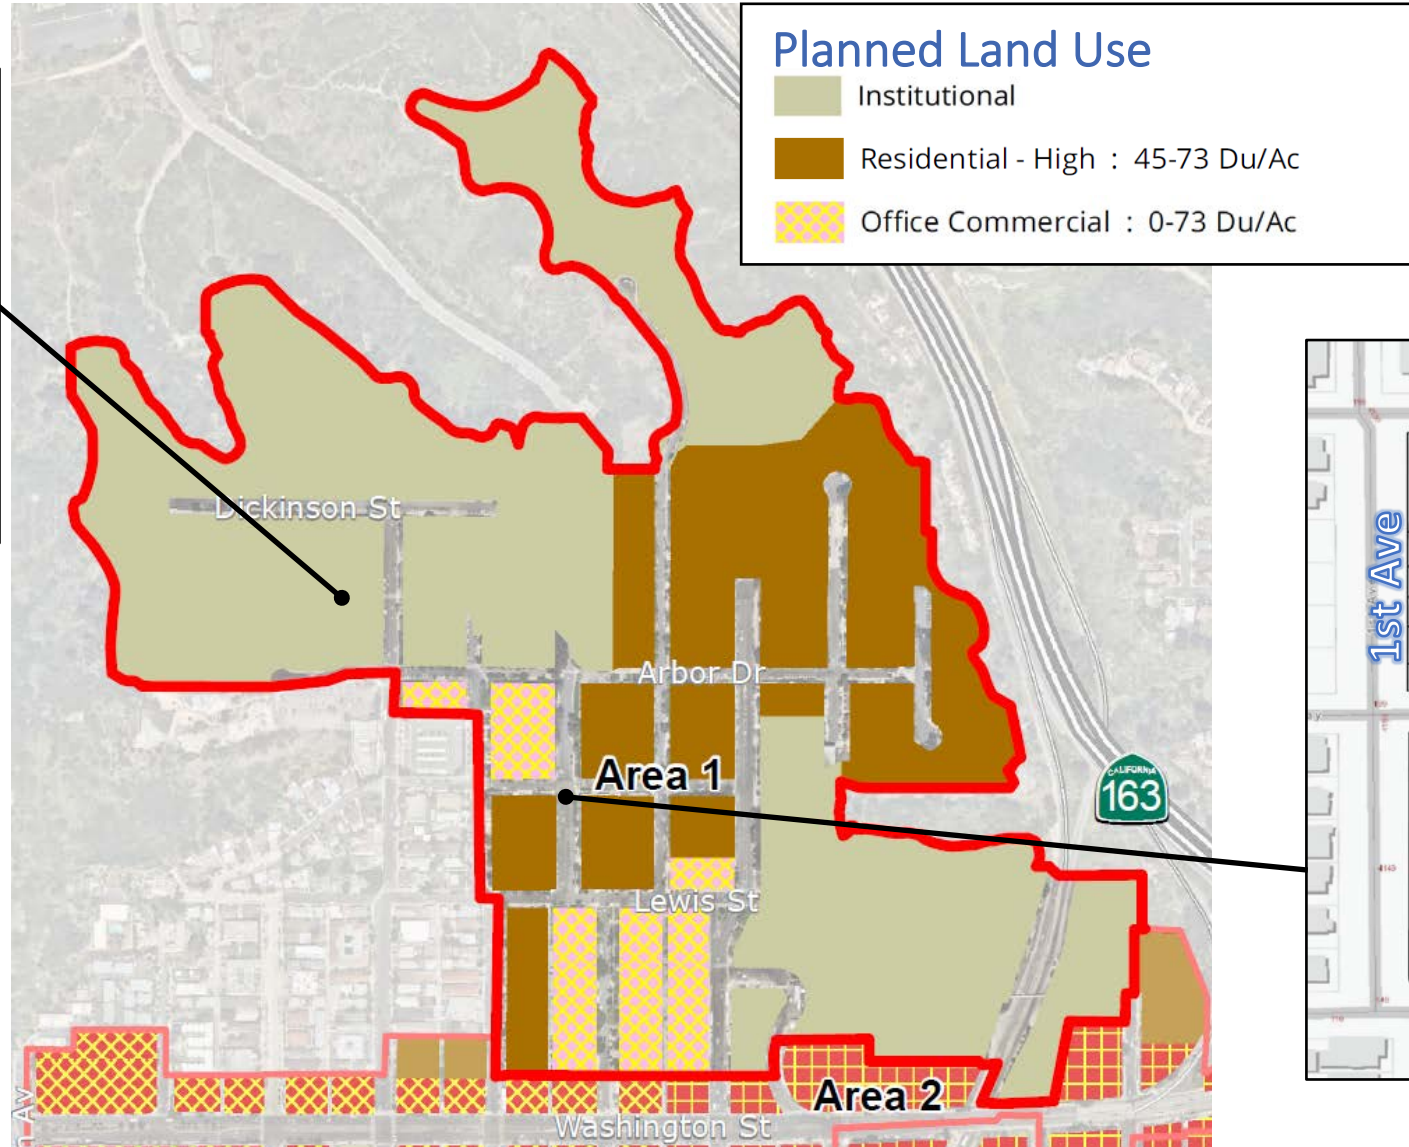 Planned Land Use
Institutional
Residential - High : 45-73 Du/Ac
Office Commercial : 0-73 Du/Ac
Dickinson St
Arbor Dr
Area 1
CALIFORNIA
163
1st Ave
Lewis St
Area 2
Washington St